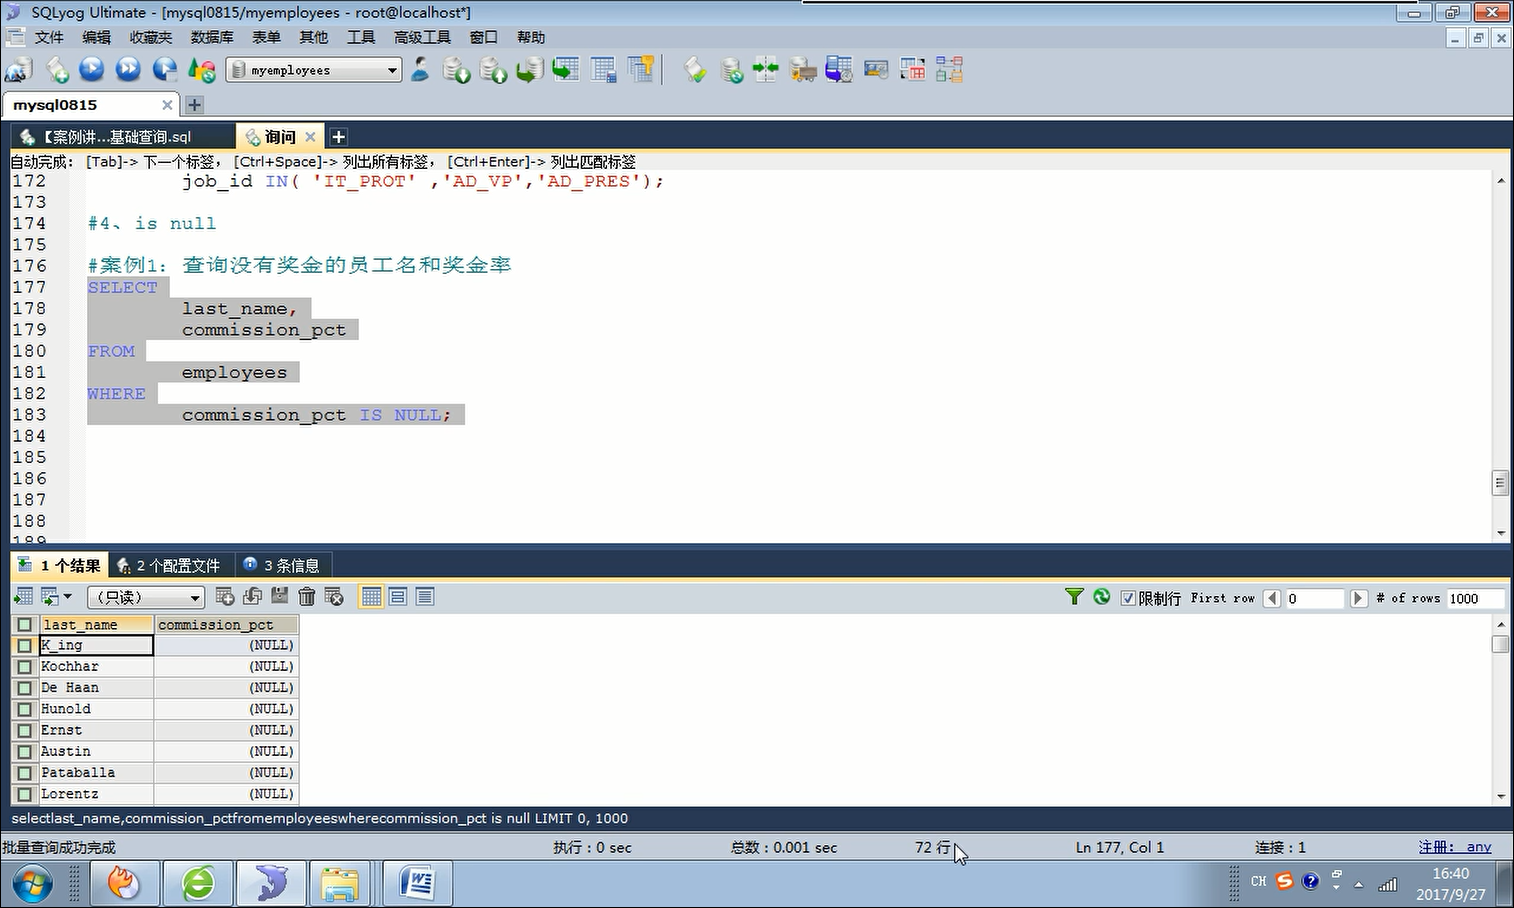 SQLyog Ultimate - [mysql0815/myemployees - root@localhost*]
文件 编辑 收藏夹 数据库 表单 其他 工具 高级工具 窗口 帮助
myemployees
mysql0815
【案例讲...基础查询.sql 询问
自动完成： [Tab]-> 下一个标签， [Ctrl+Space]-> 列出所有标签， [Ctrl+Enter]-> 列出匹配标签
172 job_id IN( 'IT_PROT' ,'AD_VP','AD_PRES');
173
174 #4、is null
175
176 #案例1：查询没有奖金的员工名和奖金率
177 SELECT
178 last_name,
179 commission_pct
180 FROM
181 employees
182 WHERE
183 commission_pct IS NULL;
184
185
186
187
188
189
1 个结果 2 个配置文件 3 条信息
（只读） 限制行 First row 0 # of rows 1000
last_name commission_pct
K_ing (NULL)
Kochhar (NULL)
De Haan (NULL)
Hunold (NULL)
Ernst (NULL)
Austin (NULL)
Pataballa (NULL)
Lorentz (NULL)
selectlast_name,commission_pctfromemployeeswherecommission_pct is null LIMIT 0, 1000
批量查询成功完成 执行：0 sec 总数：0.001 sec 72 行 Ln 177, Col 1 连接：1 注册： any
CH 16:40
2017/9/27